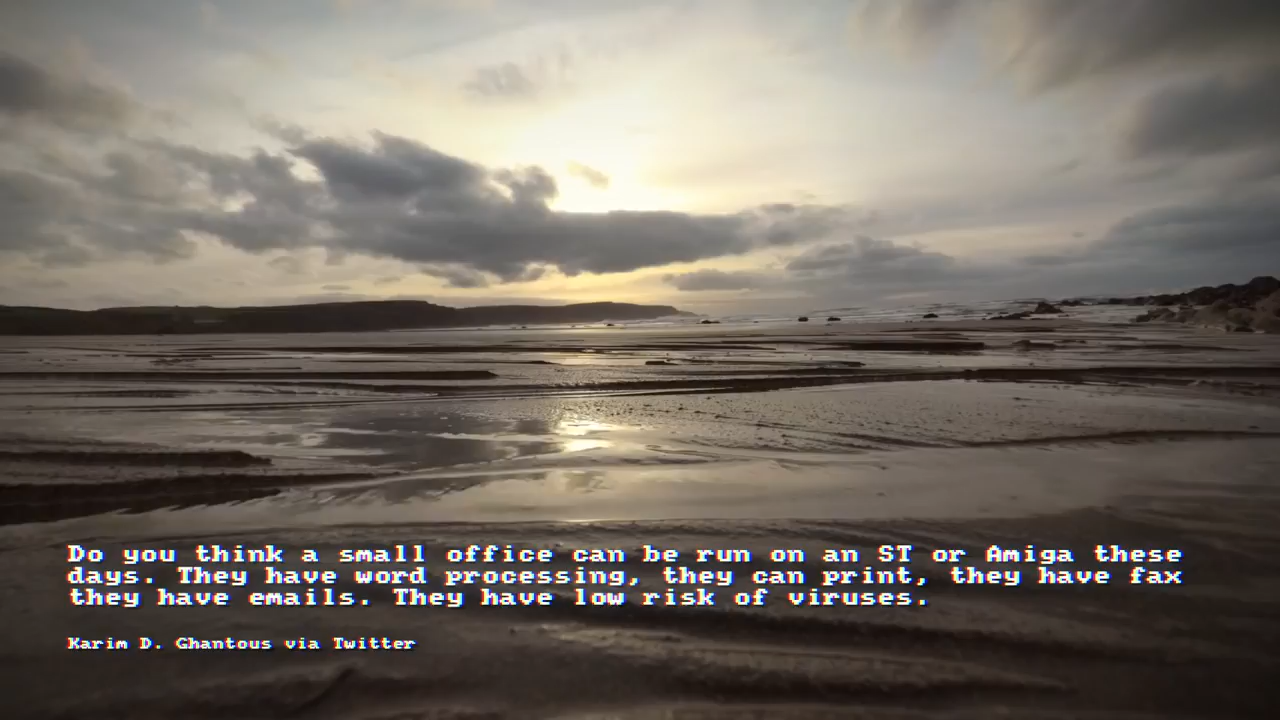 Do you think a small office can be run on an ST or Amiga these
days. They have word processing, they can print, they have fax
they have emails. They have low risk of viruses.
Karim D. Ghantous via Twitter